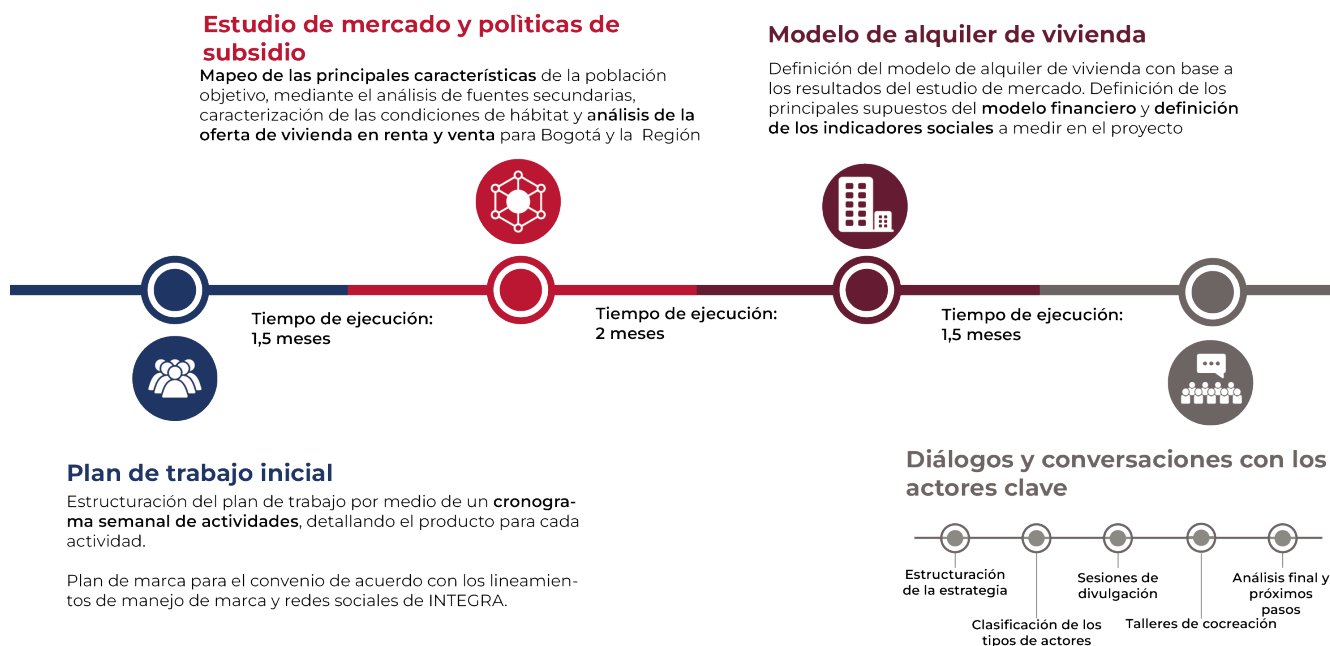 Estudio de mercado y polìticas de
subsidio
Mapeo de las principales características de la población
objetivo, mediante el análisis de fuentes secundarias,
caracterización de las condiciones de hábitat y análisis de la
oferta de vivienda en renta y venta para Bogotá y la Región
Modelo de alquiler de vivienda
Definición del modelo de alquiler de vivienda con base a
los resultados del estudio de mercado. Definición de los
principales supuestos del modelo financiero y definición
de los indicadores sociales a medir en el proyecto
Tiempo de ejecución:
1,5 meses
Tiempo de ejecución:
2 meses
Tiempo de ejecución:
1,5 meses
Plan de trabajo inicial
Estructuración del plan de trabajo por medio de un cronogra-
ma semanal de actividades, detallando el producto para cada
actividad.
Plan de marca para el convenio de acuerdo con los lineamien-
tos de manejo de marca y redes sociales de INTEGRA.
Diálogos y conversaciones con los
actores clave
Estructuración
de la estrategia
Clasificación de los
tipos de actores
Sesiones de
divulgación
Talleres de cocreación
Análisis final y
próximos
pasos